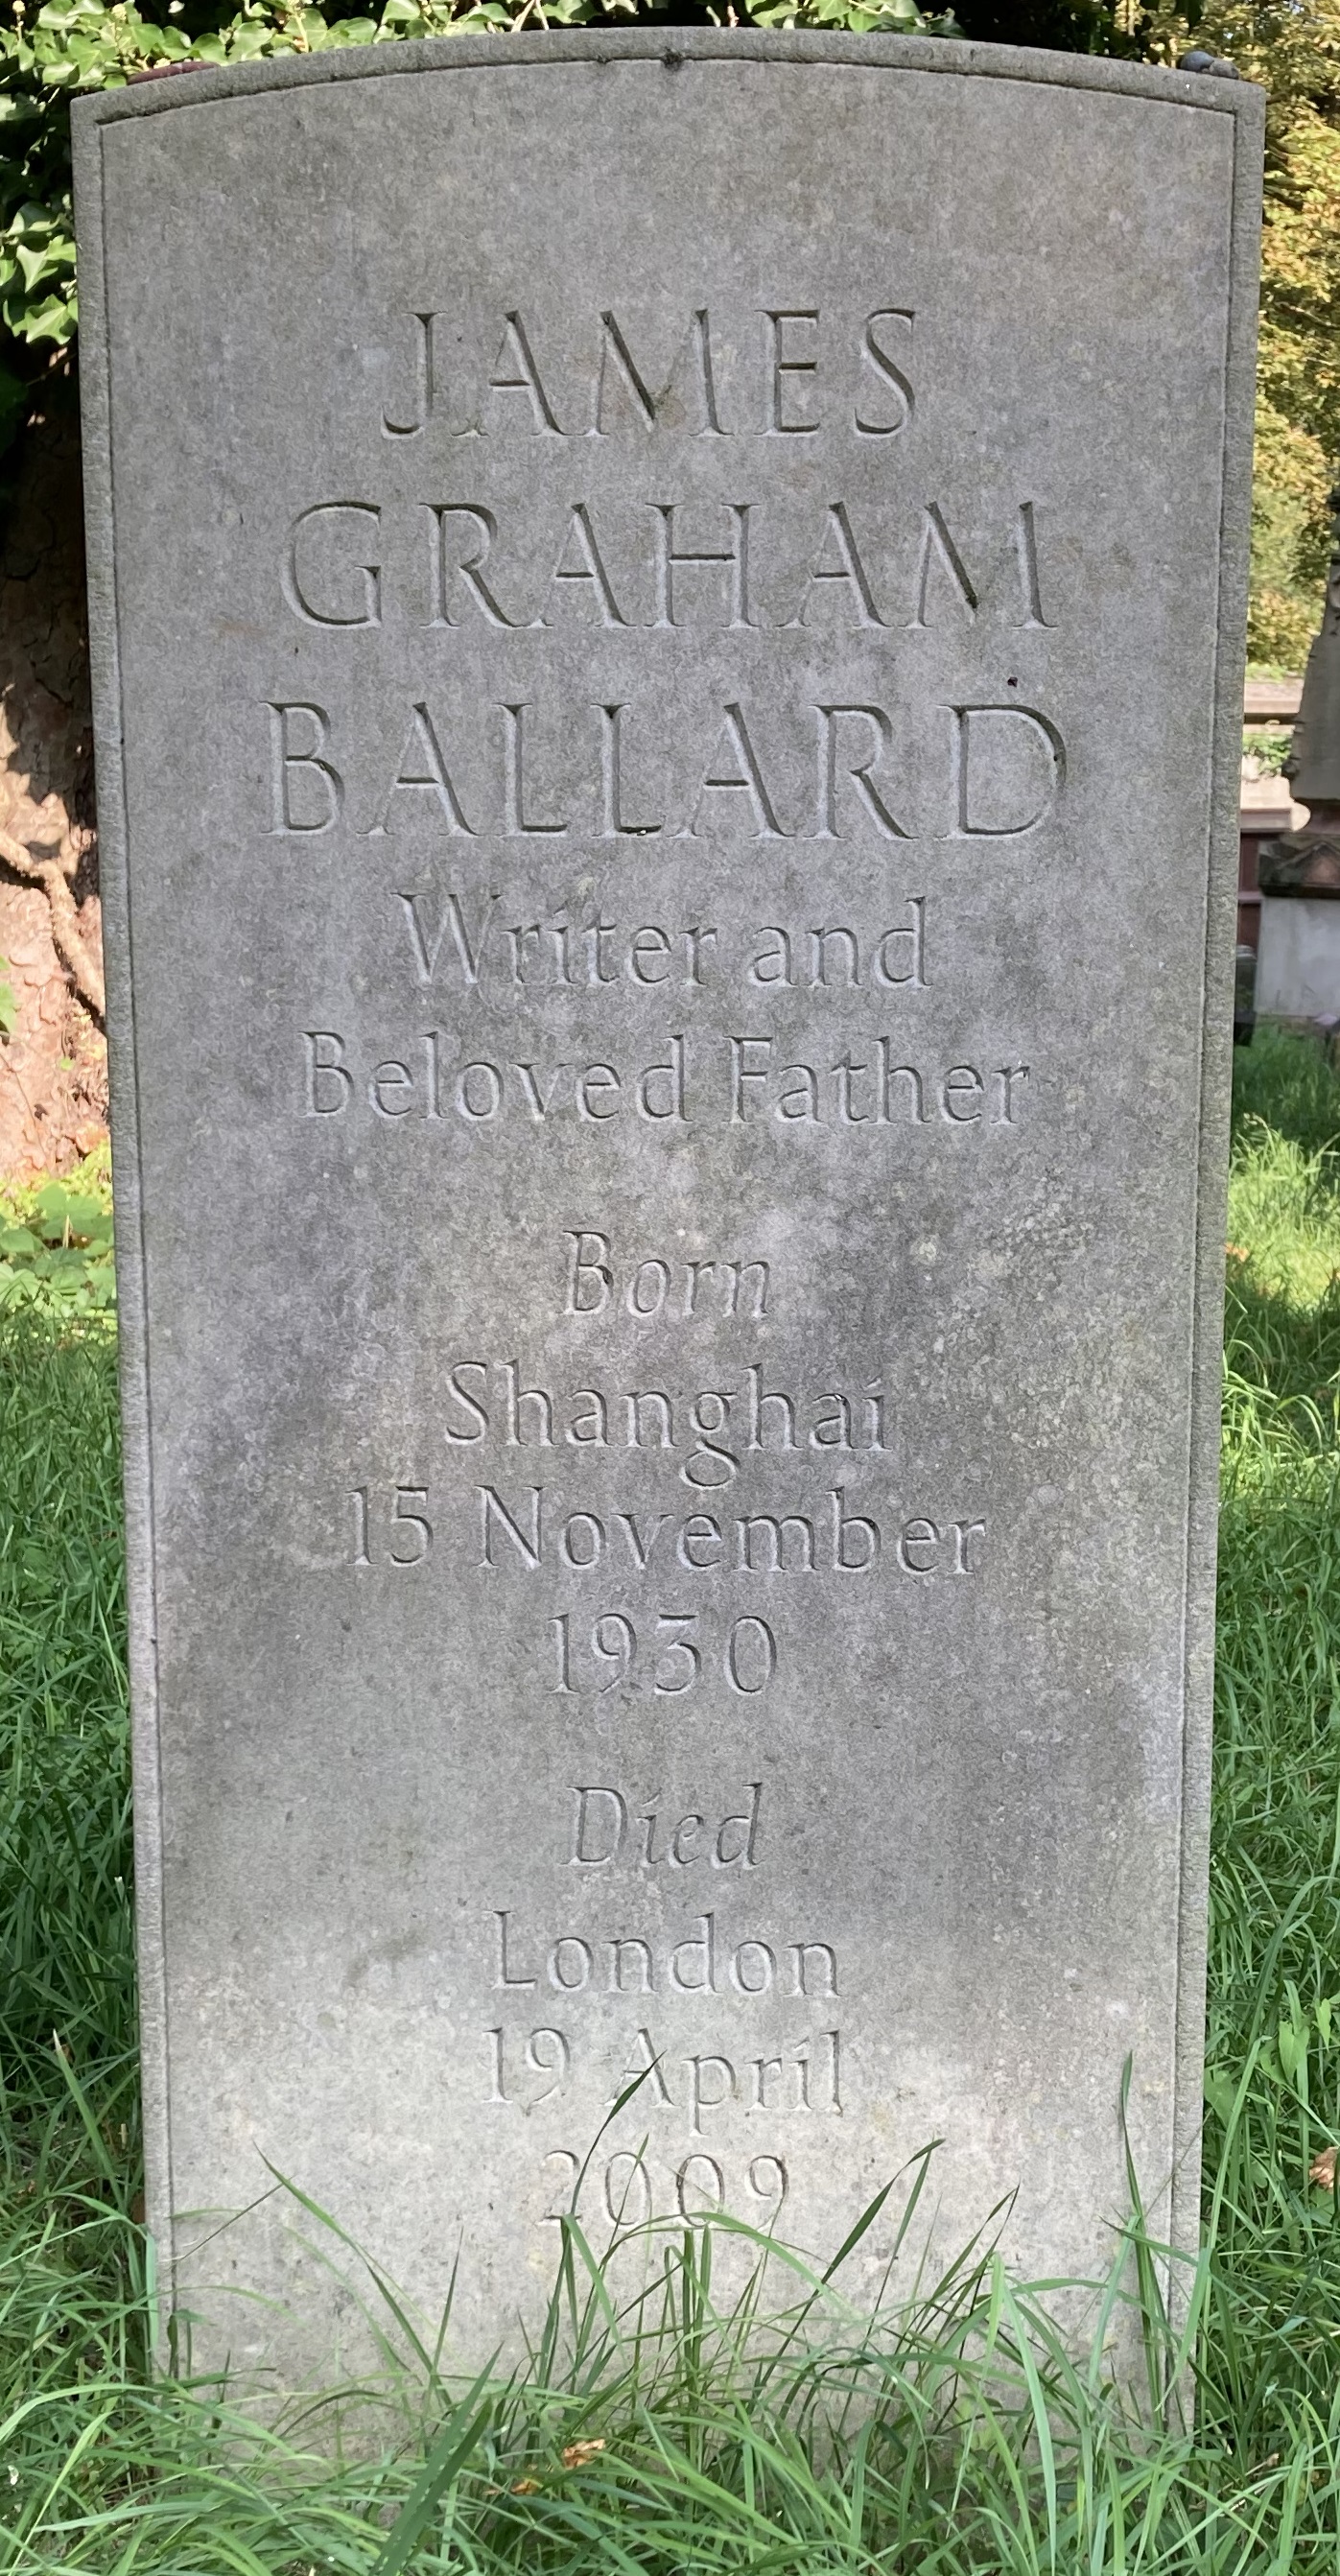 JAMES
GRAHAM
BALLARD
Writer and
Beloved Father
Born
Shanghai
15 November
1930
Died
London
19 April
2009